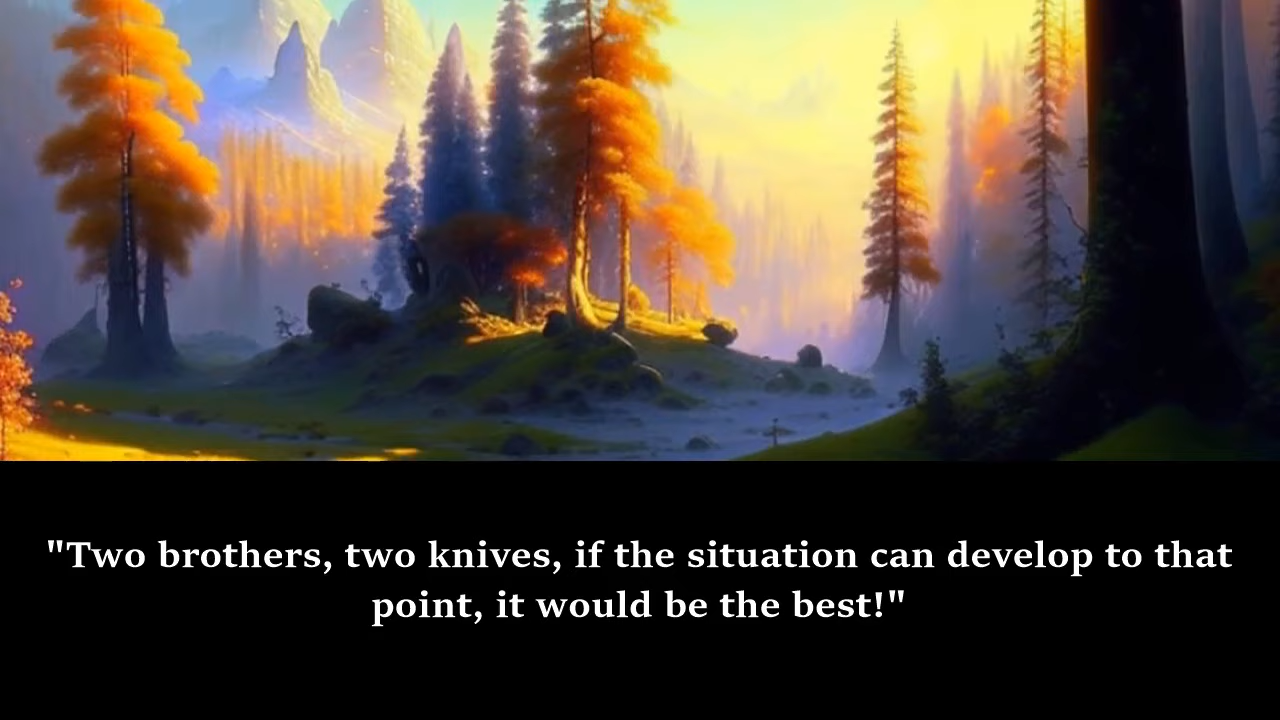 "Two brothers, two knives, if the situation can develop to that
point, it would be the best!"